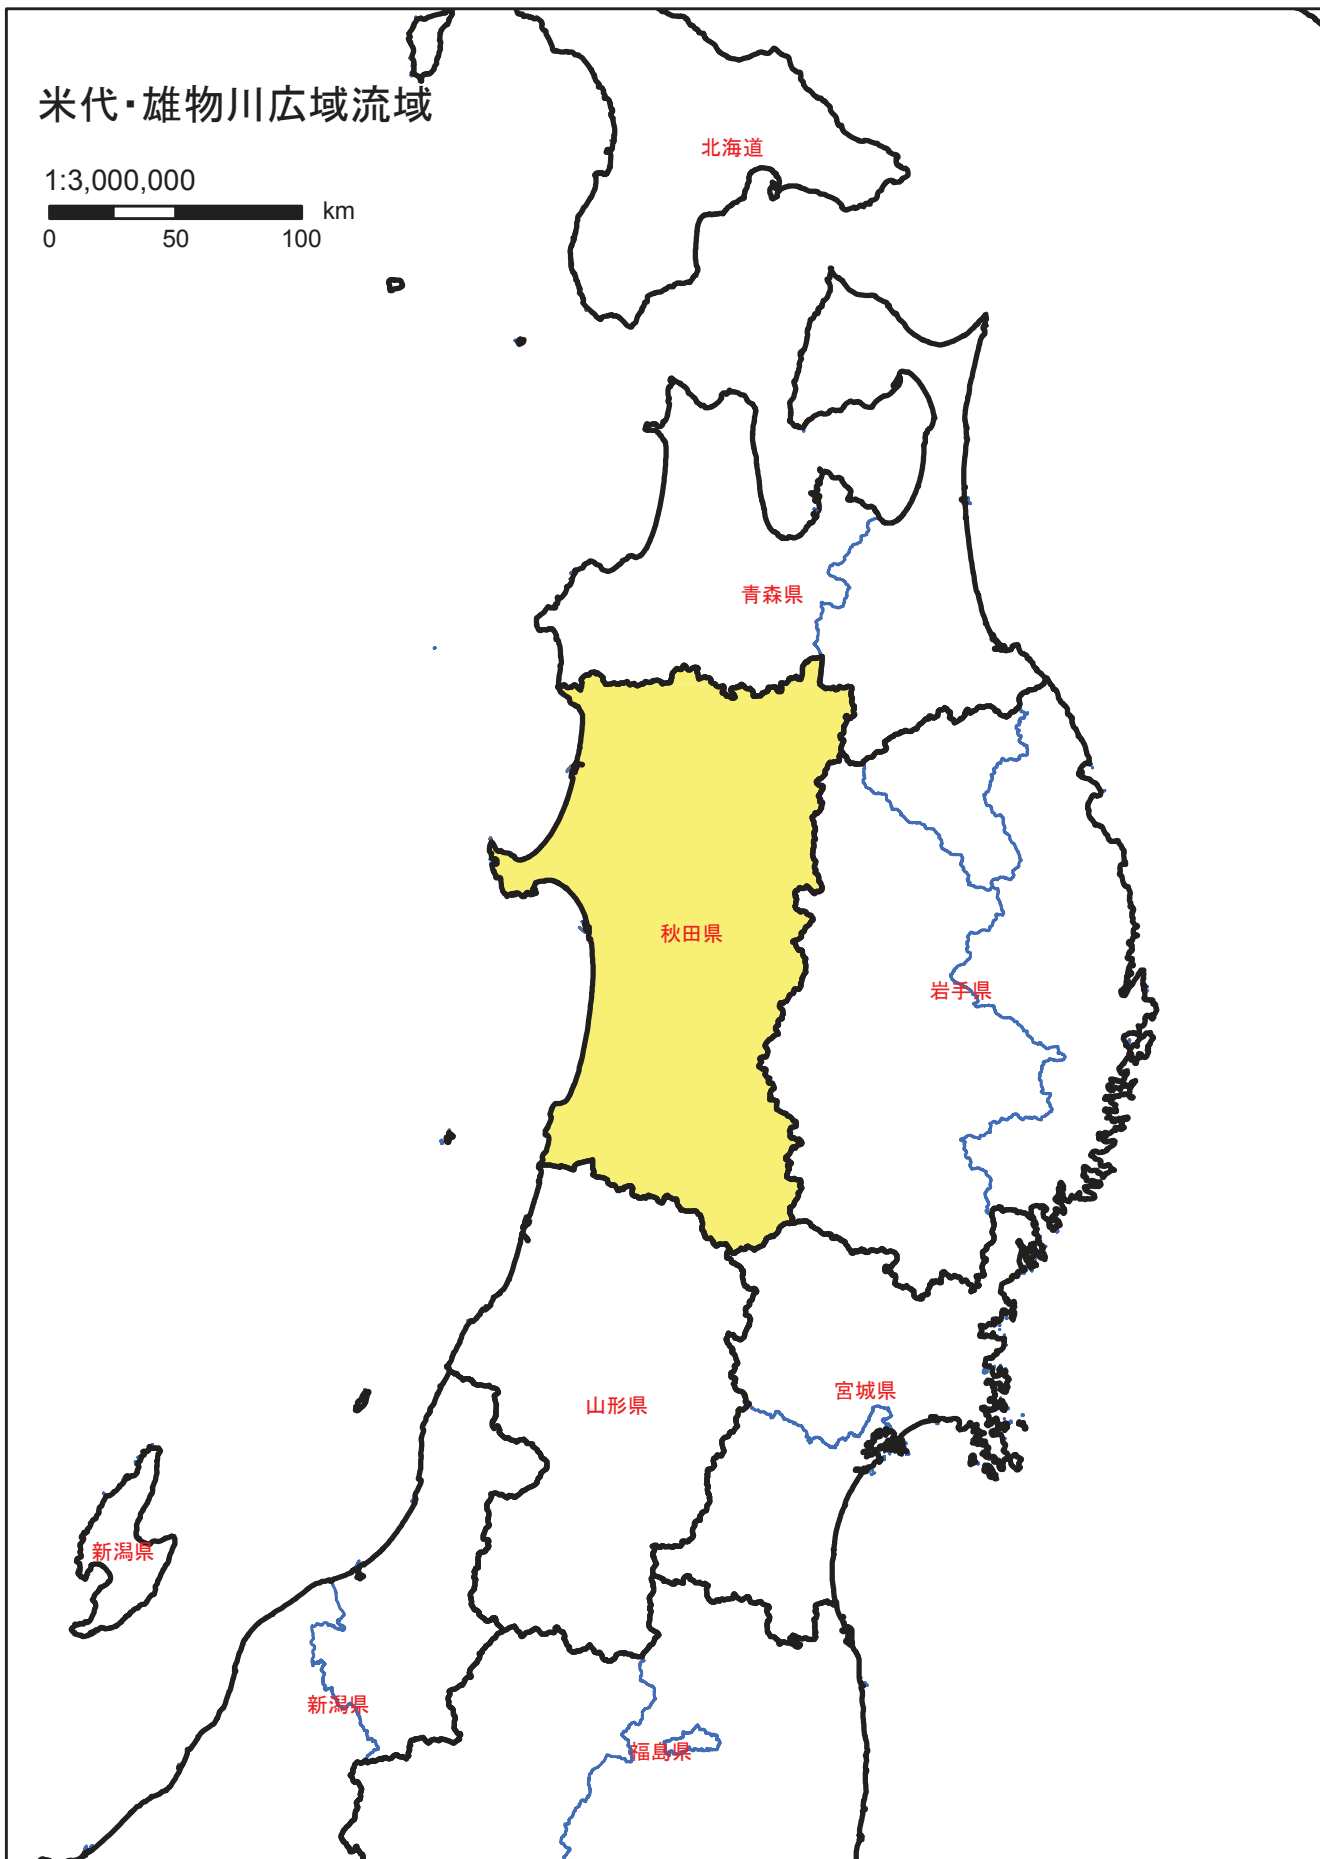 米代・雄物川広域流域
1:3,000,000
km
0 50 100
北海道
青森県
秋田県
岩手県
宮城県
山形県
新潟県
新潟県
福島県